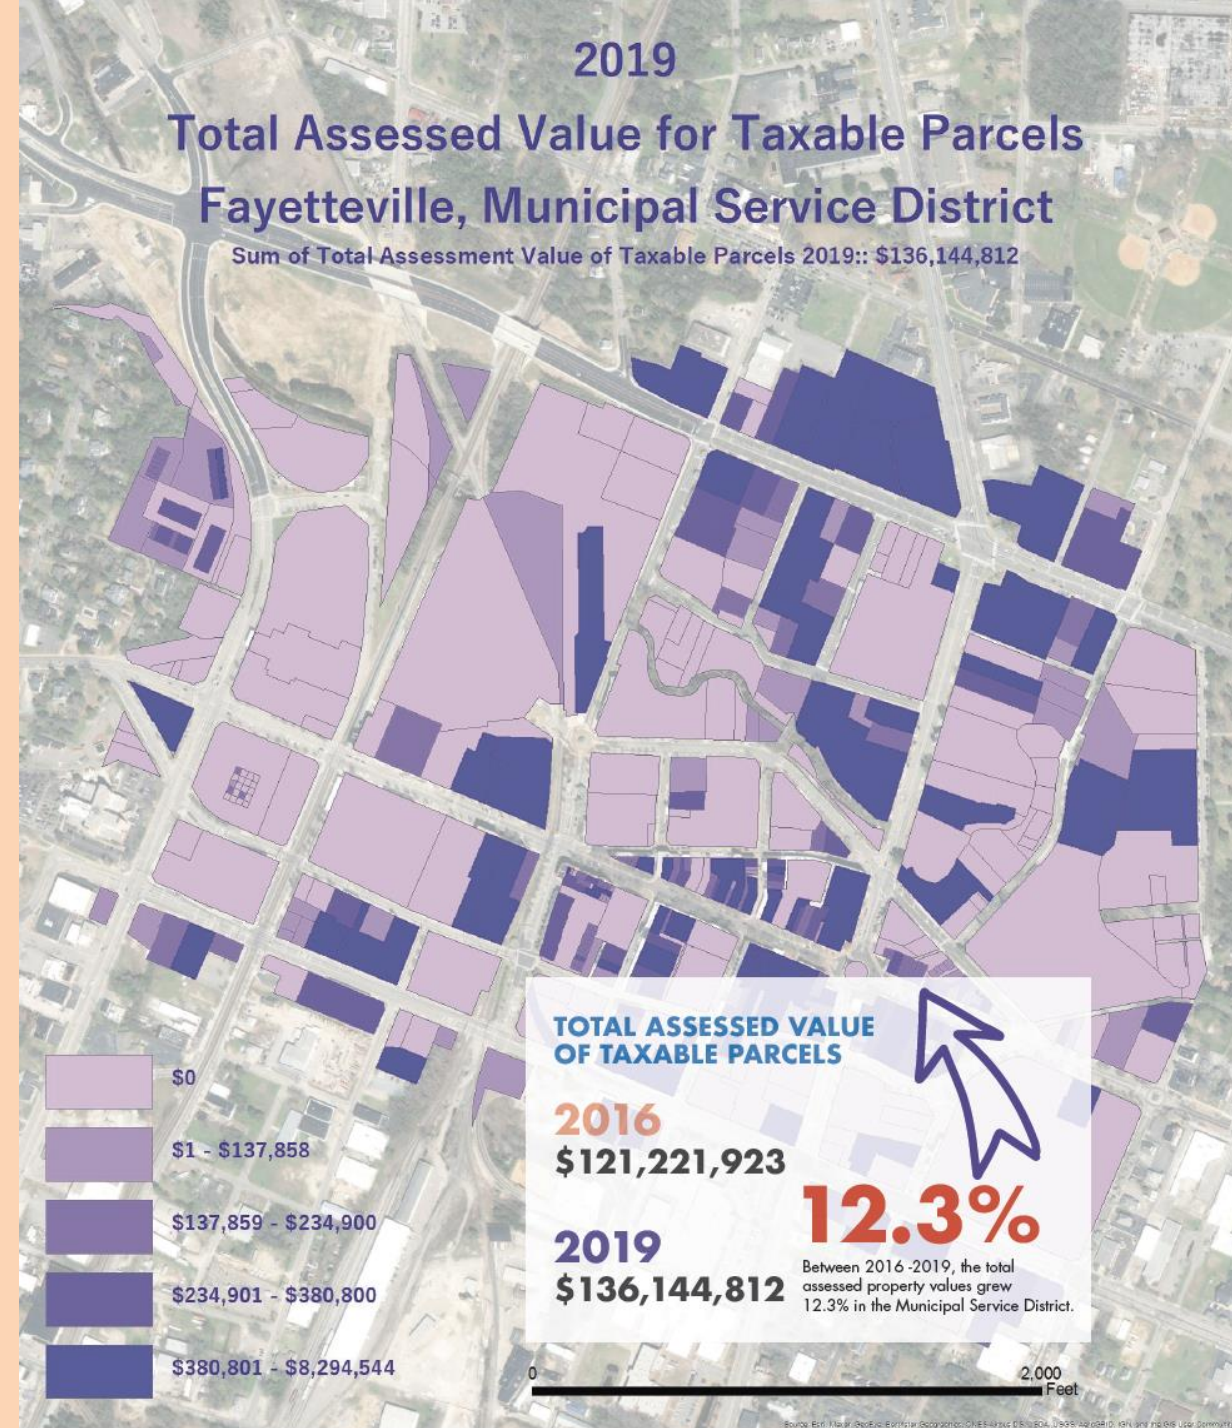 2019
Total Assessed Value for Taxable Parcels
Fayetteville, Municipal Service District
Sum of Total Assessment Value of Taxable Parcels 2019:: $136,144,812
$0
$1 - $137,858
$137,859 - $234,900
$234,901 - $380,800
$380,801 - $8,294,544
TOTAL ASSESSED VALUE
OF TAXABLE PARCELS
2016
$121,221,923
2019
$136,144,812
12.3%
Between 2016 -2019, the total
assessed property values grew
12.3% in the Municipal Service District.
0
2,000
Feet